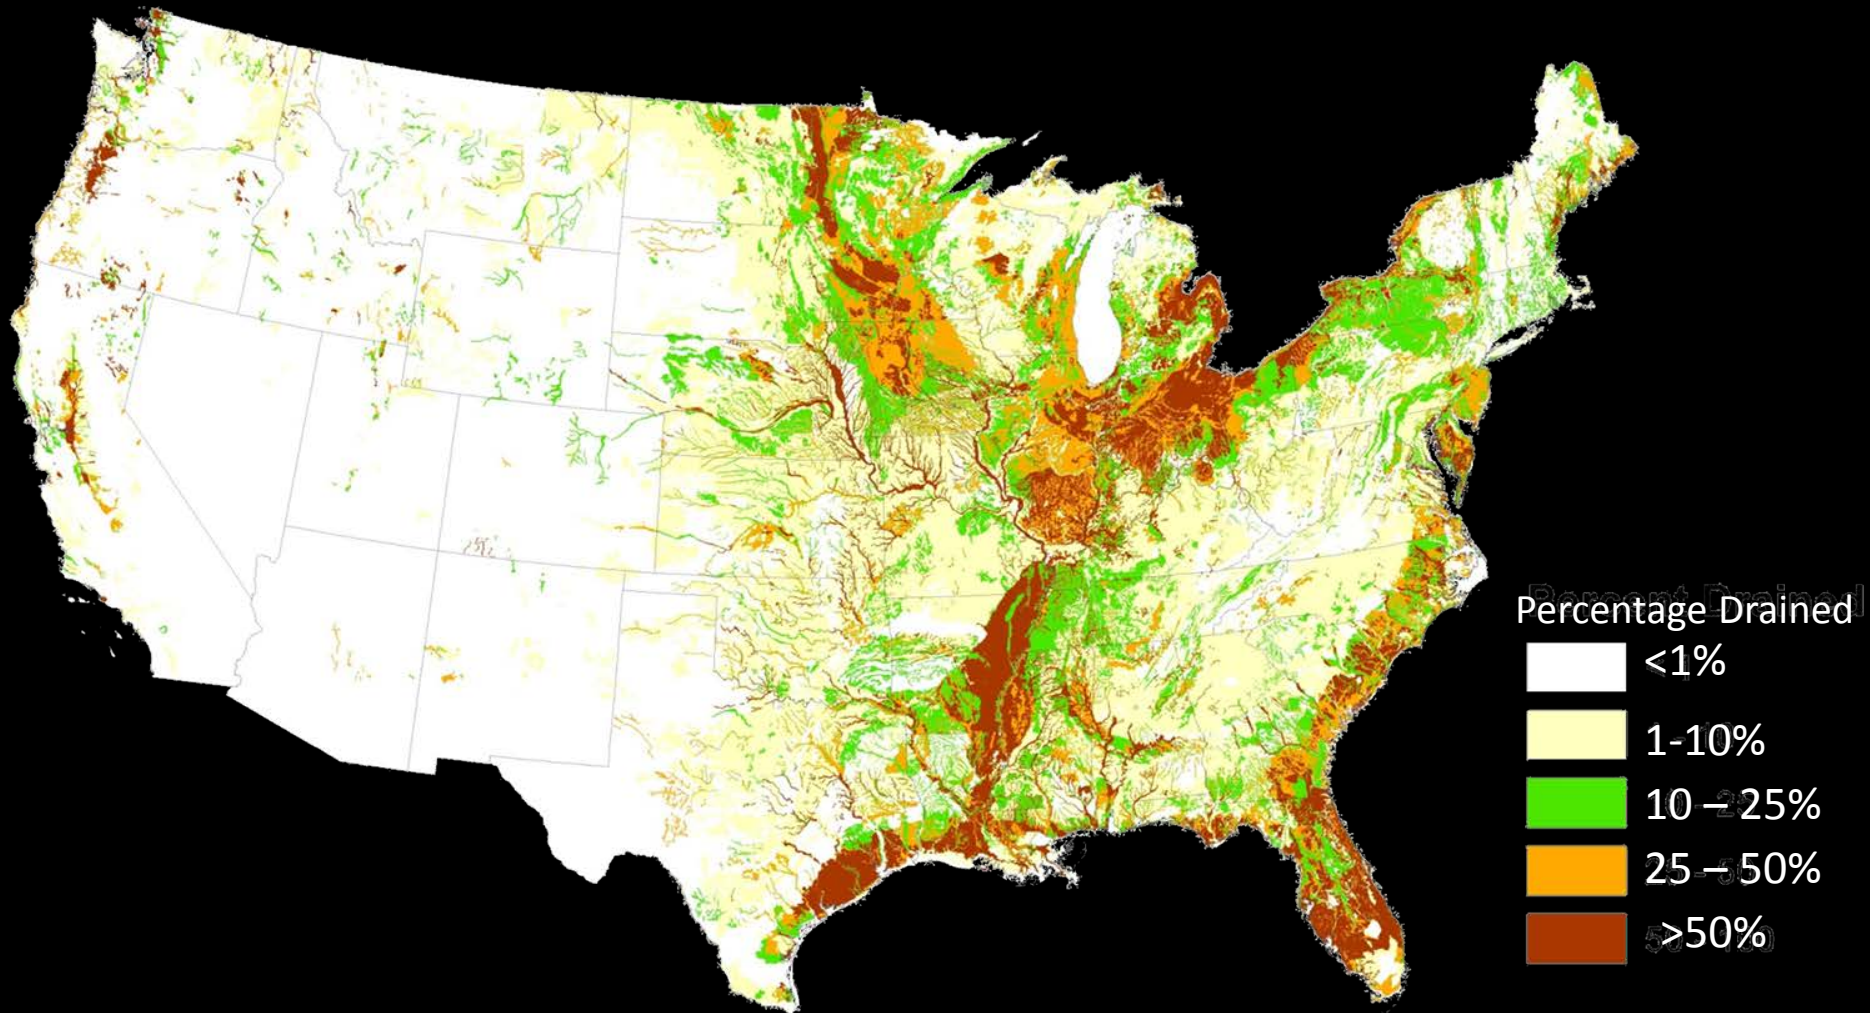 Percentage Drained
<1%
1-10%
10 – 25%
25 – 50%
>50%